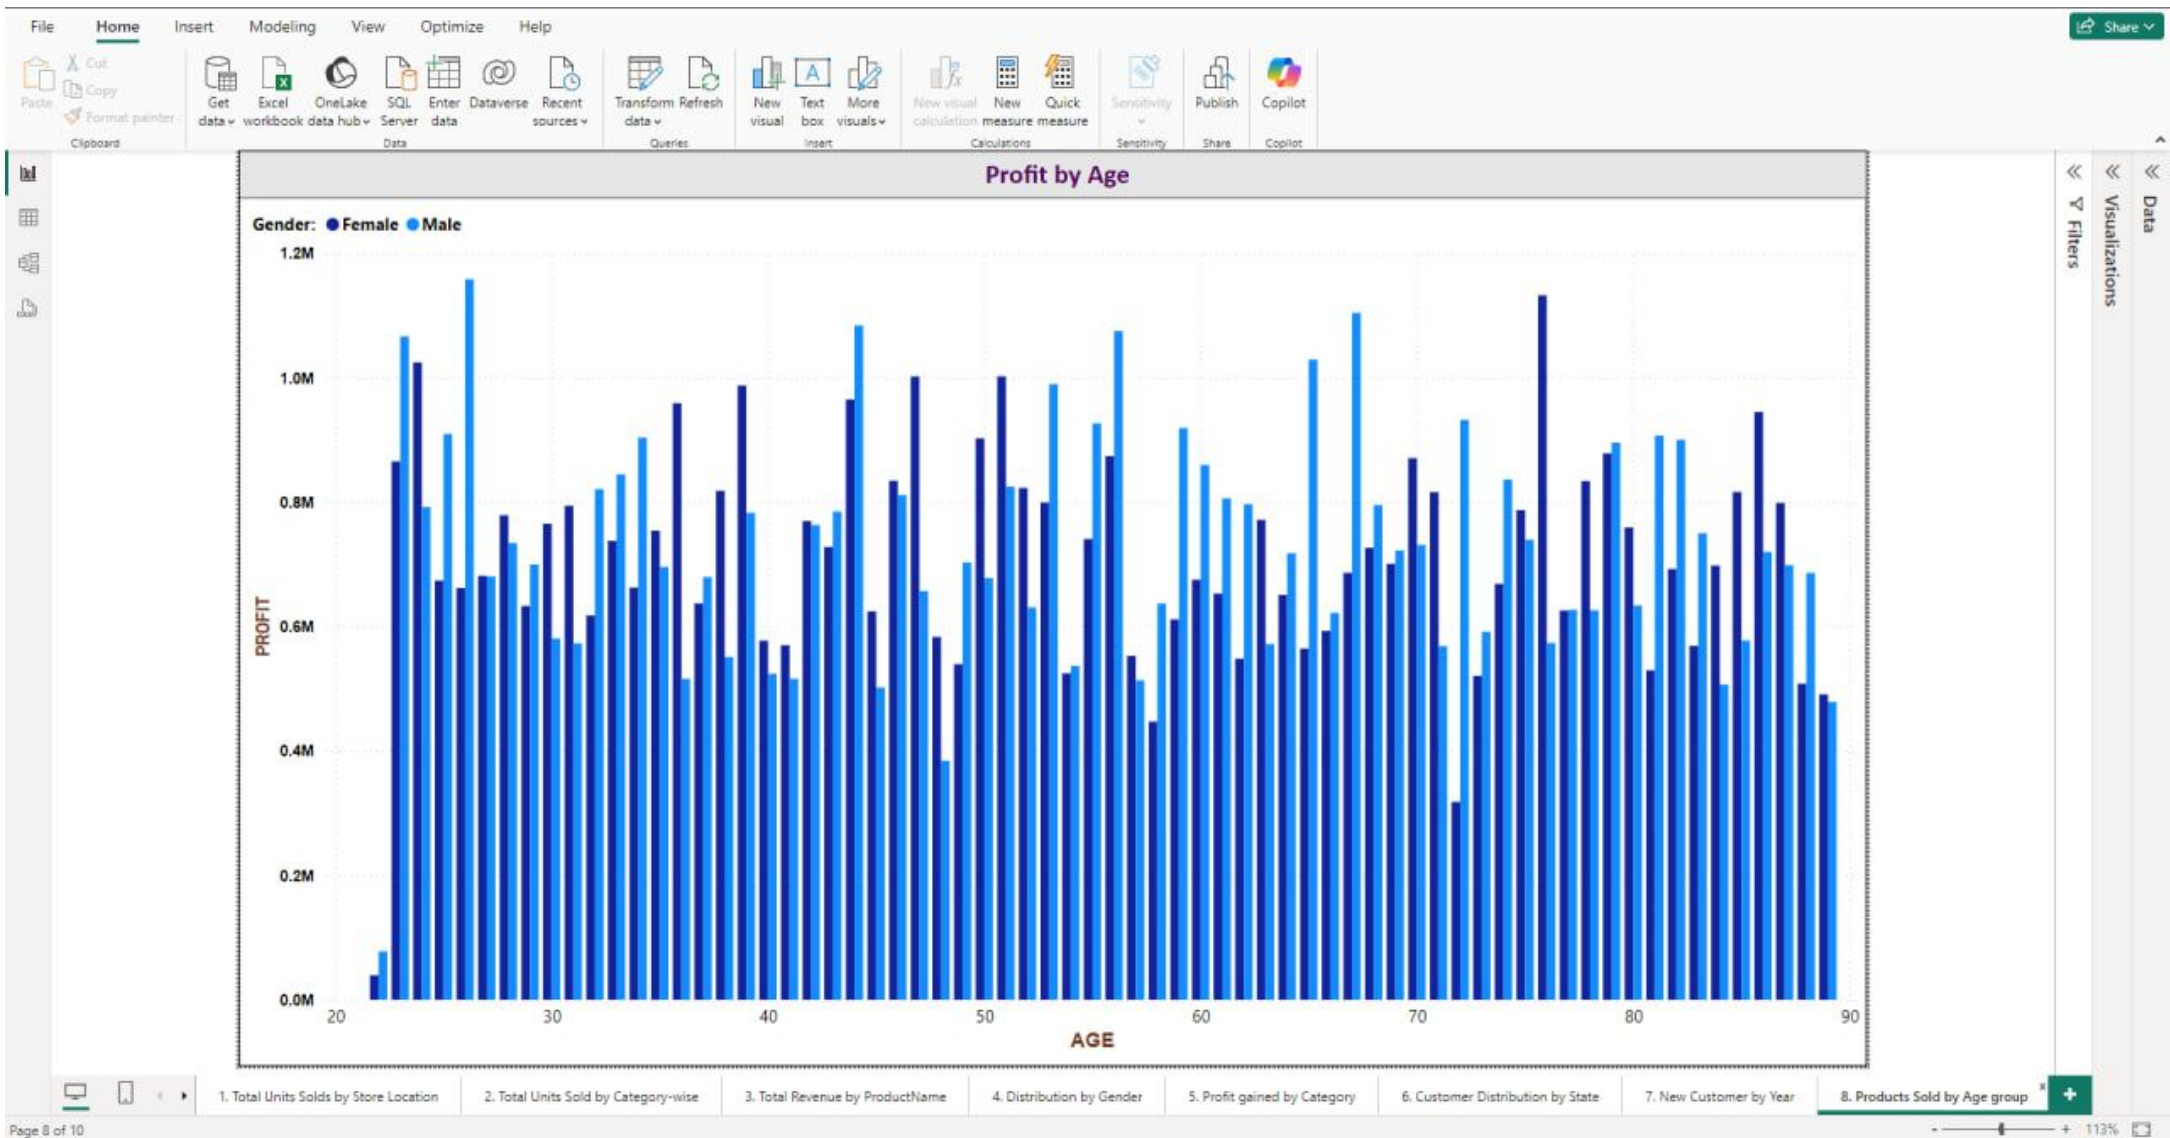 File Home Insert Modeling View Optimize Help
Share
Paste
Cut
Copy
Format painter
Clipboard
Get data
Excel workbook
OneLake data hub
SQL Server
Enter data
Dataverse
Recent sources
Data
Transform data
Refresh
Queries
New visual
Text box
More visuals
Insert
New visual calculation
New measure
Quick measure
Calculations
Sensitivity
Sensitivity
Publish
Share
Copilot
Copilot
Profit by Age
Gender: Female Male
1.2M
1.0M
0.8M
0.6M
0.4M
0.2M
0.0M
PROFIT
20 30 40 50 60 70 80 90
AGE
Filters
Visualizations
Data
1. Total Units Solds by Store Location
2. Total Units Sold by Category-wise
3. Total Revenue by ProductName
4. Distribution by Gender
5. Profit gained by Category
6. Customer Distribution by State
7. New Customer by Year
8. Products Sold by Age group
Page 8 of 10
- + 113%